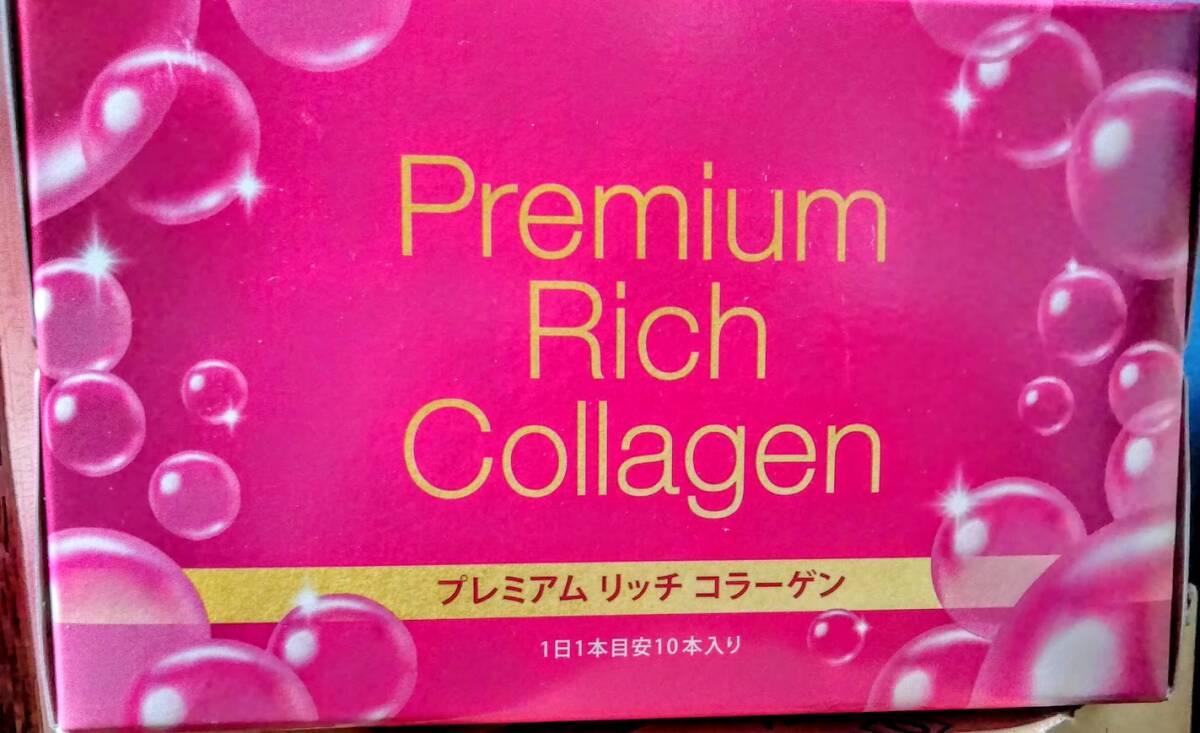 Premium
Rich
Collagen
プレミアム リッチ コラーゲン
1日1本目安10本入り